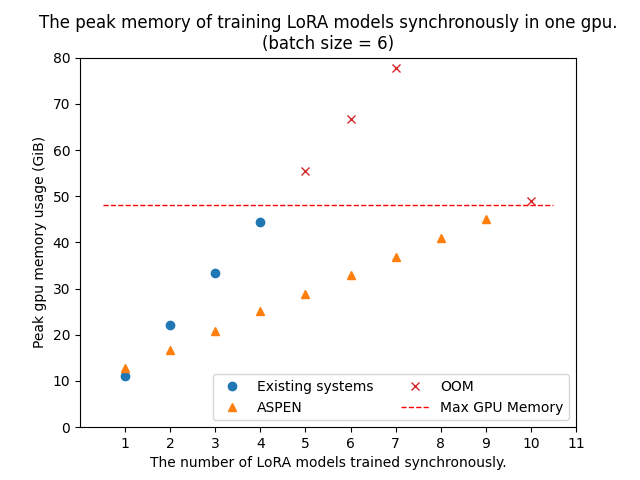 The peak memory of training LoRA models synchronously in one gpu.
(batch size = 6)
80
70
60
50
40
30
20
10
0
Peak gpu memory usage (GiB)
Existing systems
ASPEN
OOM
Max GPU Memory
1 2 3 4 5 6 7 8 9 10 11
The number of LoRA models trained synchronously.